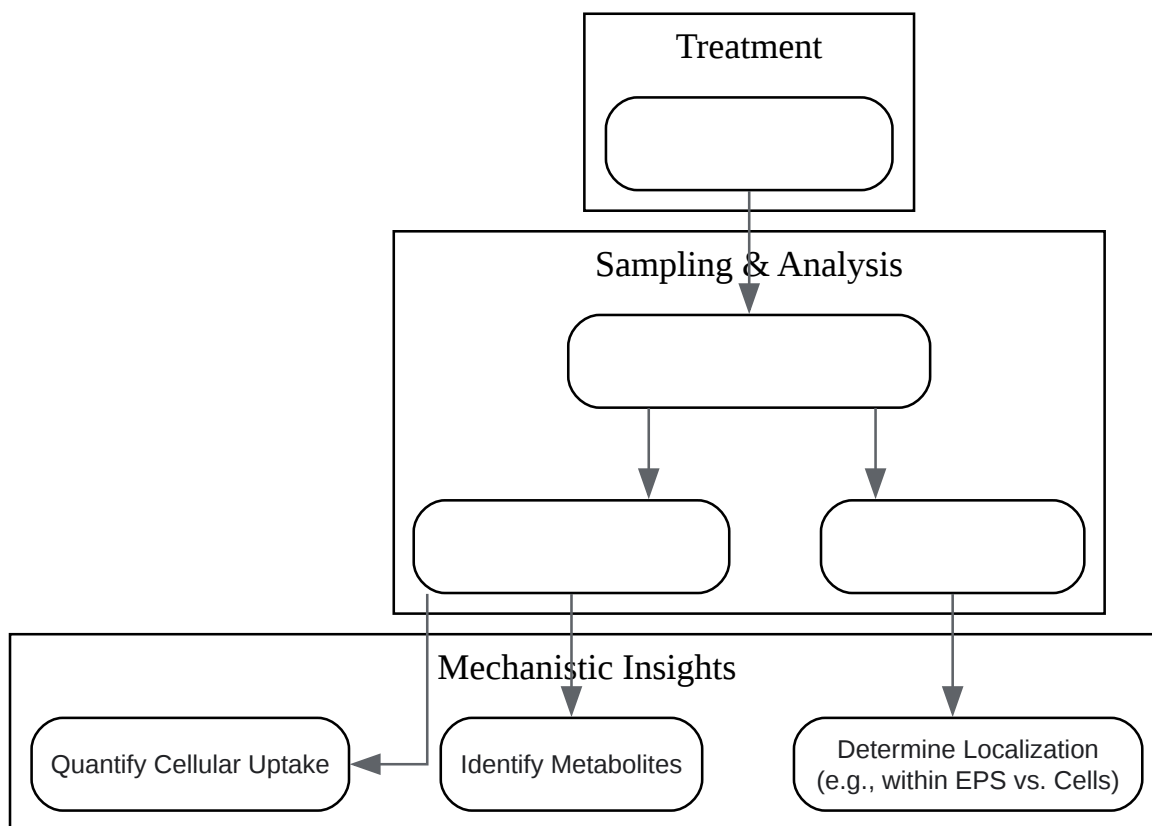 Treatment
Sampling & Analysis
Mechanistic Insights
Quantify Cellular Uptake
Identify Metabolites
Determine Localization
(e.g., within EPS vs. Cells)